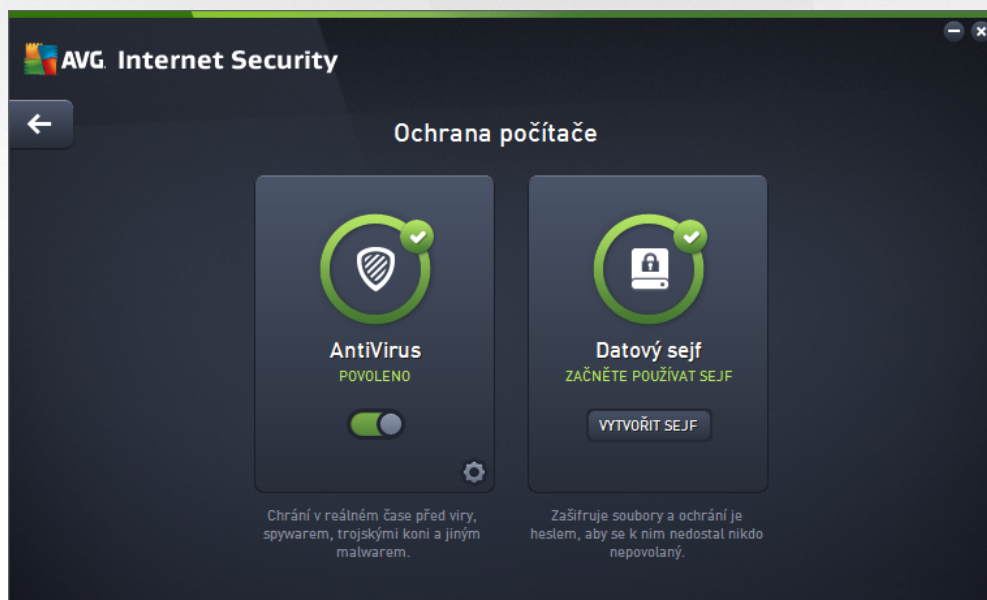 AVG. Internet Security
Ochrana počítače
AntiVirus
POVOLENO
Chrání v reálném čase před viry,
spywarem, trojskými koni a jiným
malwarem.
Datový sejf
ZAČNĚTE POUŽÍVAT SEJF
VYTVOŘIT SEJF
Zašifruje soubory a ochrání je
heslem, aby se k nim nedostal nikdo
nepovolaný.